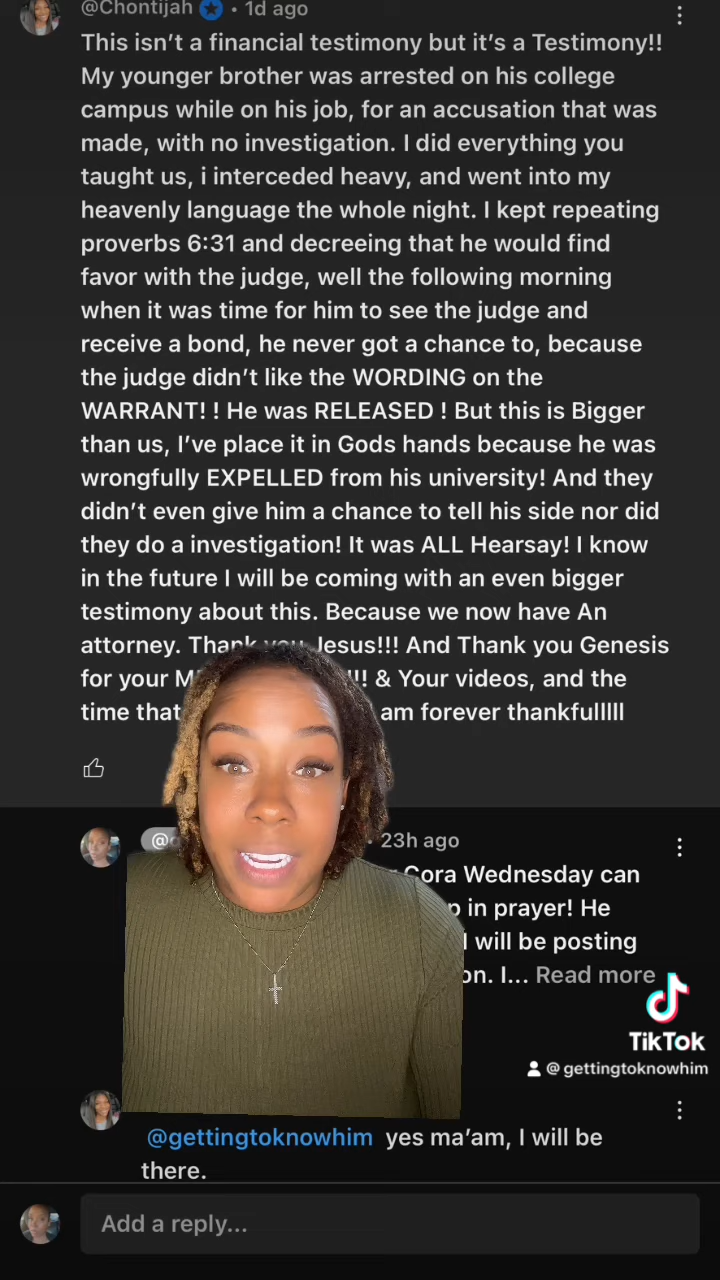 @Chontijah • 1d ago
This isn't a financial testimony but it's a Testimony!!
My younger brother was arrested on his college
campus while on his job, for an accusation that was
made, with no investigation. I did everything you
taught us, i interceded heavy, and went into my
heavenly language the whole night. I kept repeating
proverbs 6:31 and decreeing that he would find
favor with the judge, well the following morning
when it was time for him to see the judge and
receive a bond, he never got a chance to, because
the judge didn't like the WORDING on the
WARRANT! ! He was RELEASED ! But this is Bigger
than us, I've place it in Gods hands because he was
wrongfully EXPELLED from his university! And they
didn't even give him a chance to tell his side nor did
they do a investigation! It was ALL Hearsay! I know
in the future I will be coming with an even bigger
testimony about this. Because we now have An
attorney. Thank you Jesus!!! And Thank you Genesis
for your !! & Your videos, and the
time that am forever thankfulllll
• 23h ago
Cora Wednesday can
in prayer! He
I will be posting
I... Read more
TikTok
@gettingtoknowhim
@gettingtoknowhim yes ma'am, I will be
there.
Add a reply...